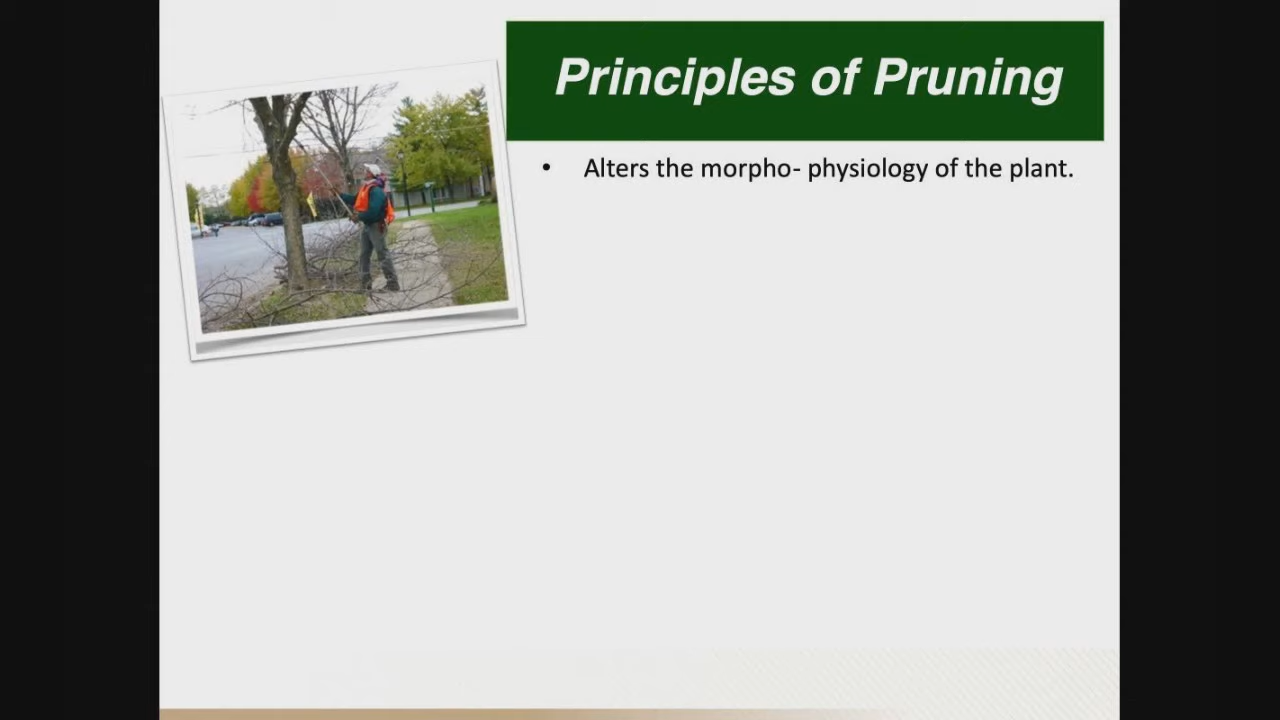 Principles of Pruning
• Alters the morpho- physiology of the plant.